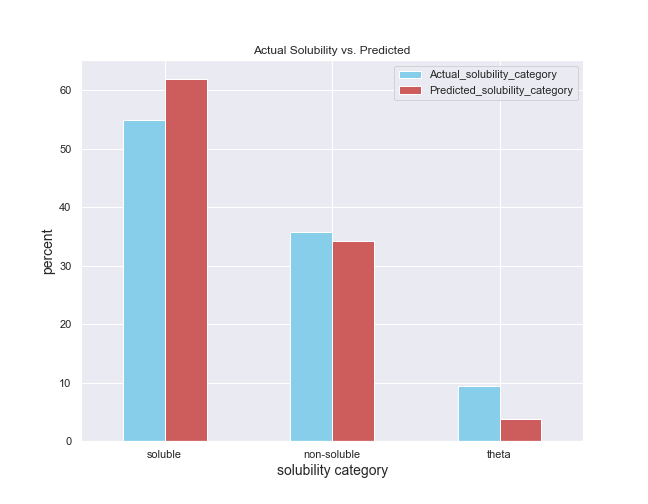 Actual Solubility vs. Predicted
Actual_solubility_category
Predicted_solubility_category
60
50
40
30
20
10
0
percent
soluble
non-soluble
theta
solubility category